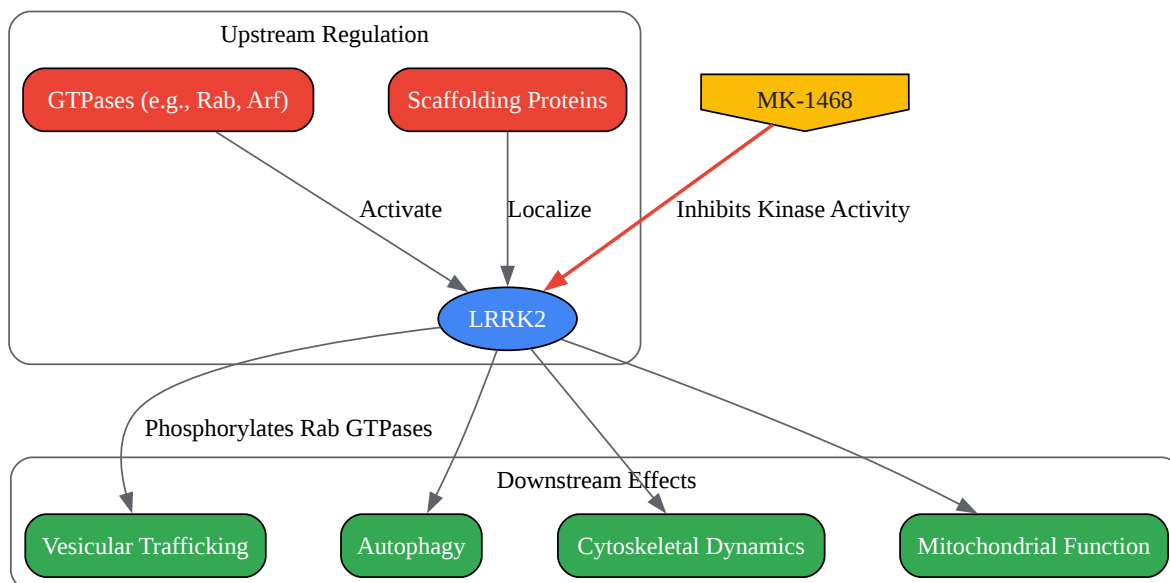 Upstream Regulation
GTPases (e.g., Rab, Arf)
Scaffolding Proteins
MK-1468
Activate
Localize
Inhibits Kinase Activity
LRRK2
Phosphorylates Rab GTPases
Downstream Effects
Vesicular Trafficking
Autophagy
Cytoskeletal Dynamics
Mitochondrial Function